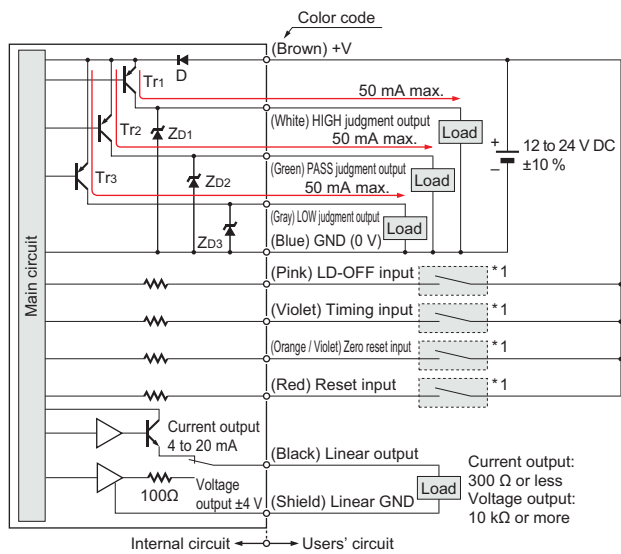 Color code
(Brown) +V
D
Tr1
50 mA max.
(White) HIGH judgment output
Tr2
ZD1
50 mA max.
Load
+
12 to 24 V DC
±10 %
–
(Green) PASS judgment output
Tr3
ZD2
50 mA max.
Load
(Gray) LOW judgment output
ZD3
Load
(Blue) GND (0 V)
Main circuit
(Pink) LD-OFF input
*1
(Violet) Timing input
*1
(Orange / Violet) Zero reset input
*1
(Red) Reset input
*1
Current output
4 to 20 mA
(Black) Linear output
Voltage
output ±4 V
100Ω
(Shield) Linear GND
Load
Current output:
300 Ω or less
Voltage output:
10 kΩ or more
Internal circuit
Users' circuit